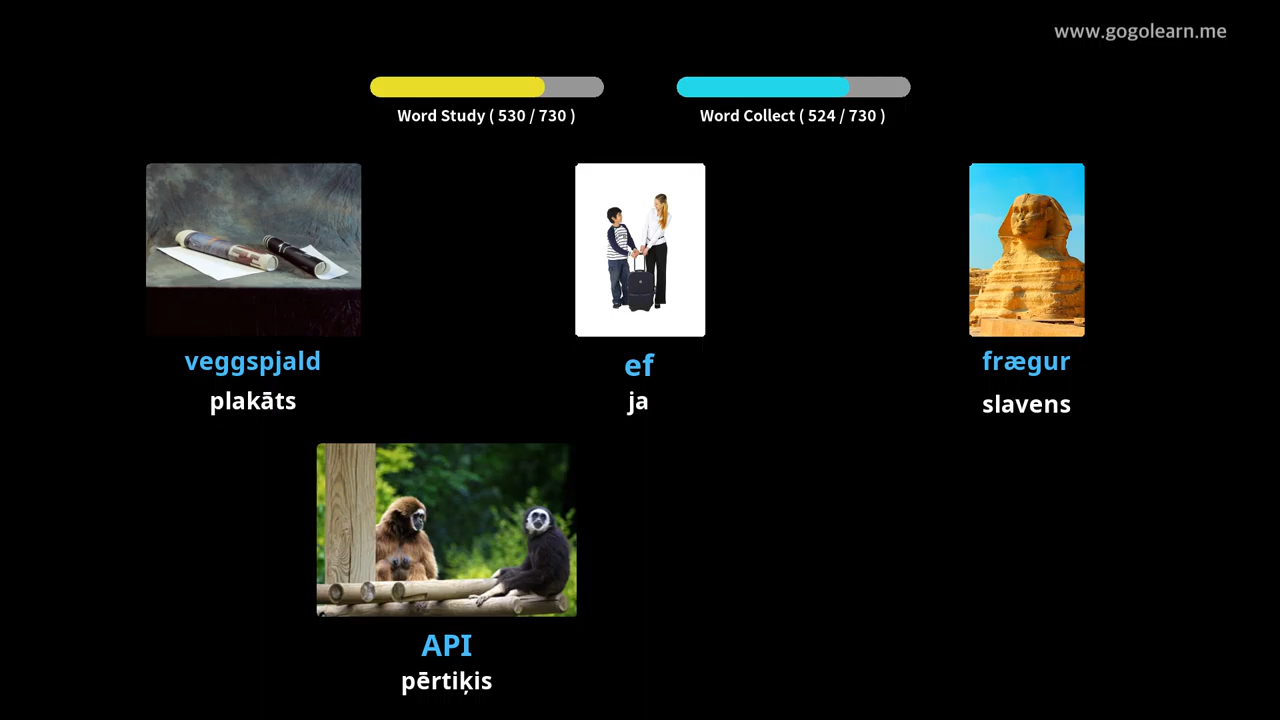 www.gogolearn.me
Word Study ( 530 / 730 )
Word Collect ( 524 / 730 )
veggspjald
plakāts
ef
ja
frægur
slavens
API
pērtiķis